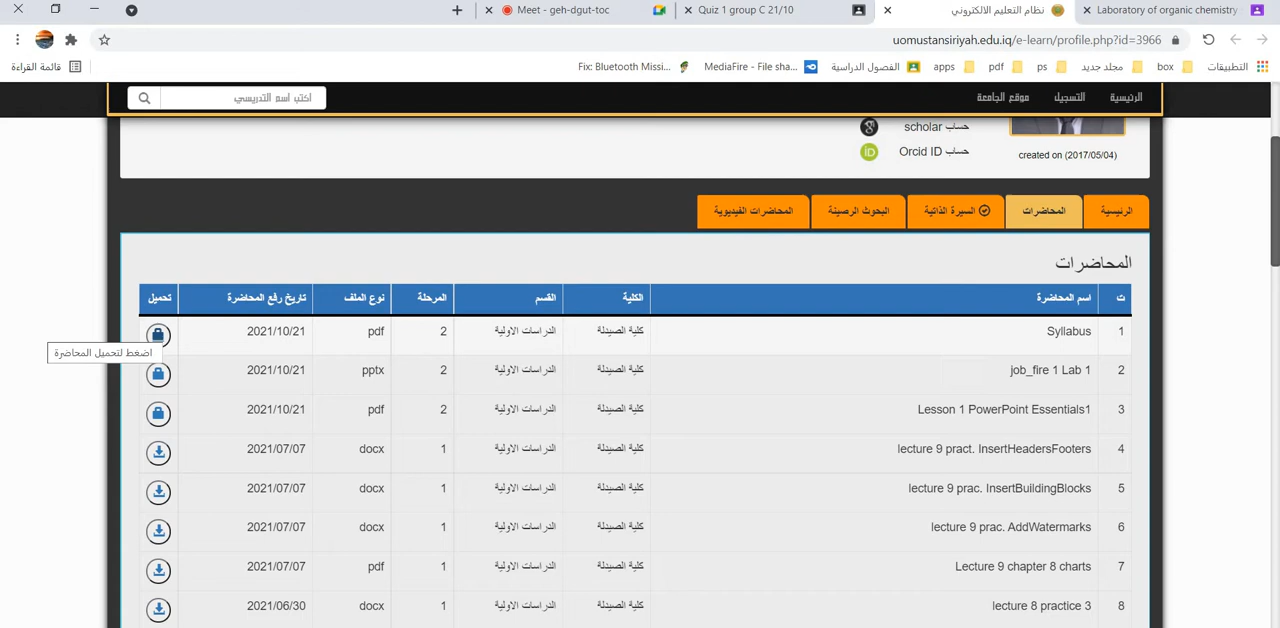 Meet - geh-dgut-toc
Quiz 1 group C 21/10
نظام التعليم الالكتروني
Laboratory of organic chemistry
uomustansiriyah.edu.iq/e-learn/profile.php?id=3966
التطبيقات
box
مجلد جديد
ps
pdf
apps
الفصول الدراسية
MediaFire - File sha...
Fix: Bluetooth Missi...
قائمة القراءة
الرئيسية
التسجيل
موقع الجامعة
اكتب اسم التدريسي
حساب scholar
حساب Orcid ID
created on (2017/05/04)
الرئيسية
المحاضرات
السيرة الذاتية
البحوث الرصينة
المحاضرات الفيديوية
المحاضرات
ت اسم المحاضرة الكلية القسم المرحلة نوع الملف تاريخ رفع المحاضرة تحميل
1 Syllabus كلية الصيدلة الدراسات الاولية 2 pdf 2021/10/21
اضغط لتحميل المحاضرة
2 job_fire 1 Lab 1 كلية الصيدلة الدراسات الاولية 2 pptx 2021/10/21
3 Lesson 1 PowerPoint Essentials1 كلية الصيدلة الدراسات الاولية 2 pdf 2021/10/21
4 lecture 9 pract. InsertHeadersFooters كلية الصيدلة الدراسات الاولية 1 docx 2021/07/07
5 lecture 9 prac. InsertBuildingBlocks كلية الصيدلة الدراسات الاولية 1 docx 2021/07/07
6 lecture 9 prac. AddWatermarks كلية الصيدلة الدراسات الاولية 1 docx 2021/07/07
7 Lecture 9 chapter 8 charts كلية الصيدلة الدراسات الاولية 1 pdf 2021/07/07
8 lecture 8 practice 3 كلية الصيدلة الدراسات الاولية 1 docx 2021/06/30